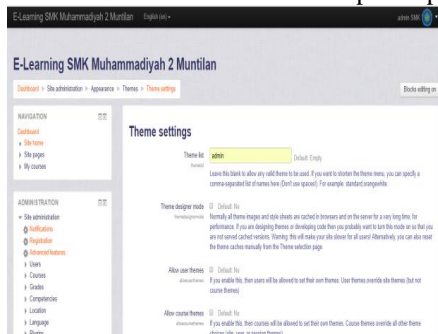 E-Learning SMK Muhammadiyah 2 Muntilan English (en)
admin SMK
E-Learning SMK Muhammadiyah 2 Muntilan
Dashboard > Site administration > Appearance > Themes > Theme settings
Blocks editing on
NAVIGATION
Dashboard
Site home
Site pages
My courses
ADMINISTRATION
Site administration
Notifications
Registration
Advanced features
Users
Courses
Grades
Competencies
Location
Language
Plugins
Theme settings
Theme list
themelist
admin
Default: Empty
Leave this blank to allow any valid theme to be used. If you want to shorten the theme menu, you can specify a
comma-separated list of names here (Don't use spaces!). For example: standard,orangewhite.
Theme designer mode
themedesignermode
Default: No
Normally all theme images and style sheets are cached in browsers and on the server for a very long time, for
performance. If you are designing themes or developing code then you probably want to turn this mode on so that you
are not served cached versions. Warning: this will make your site slower for all users! Alternatively, you can also reset
the theme caches manually from the Theme selection page.
Allow user themes
allowuserthemes
Default: No
If you enable this, then users will be allowed to set their own themes. User themes override site themes (but not
course themes)
Allow course themes
allowcoursethemes
Default: No
If you enable this, then courses will be allowed to set their own themes. Course themes override all other theme
choices (site, user, or session themes)